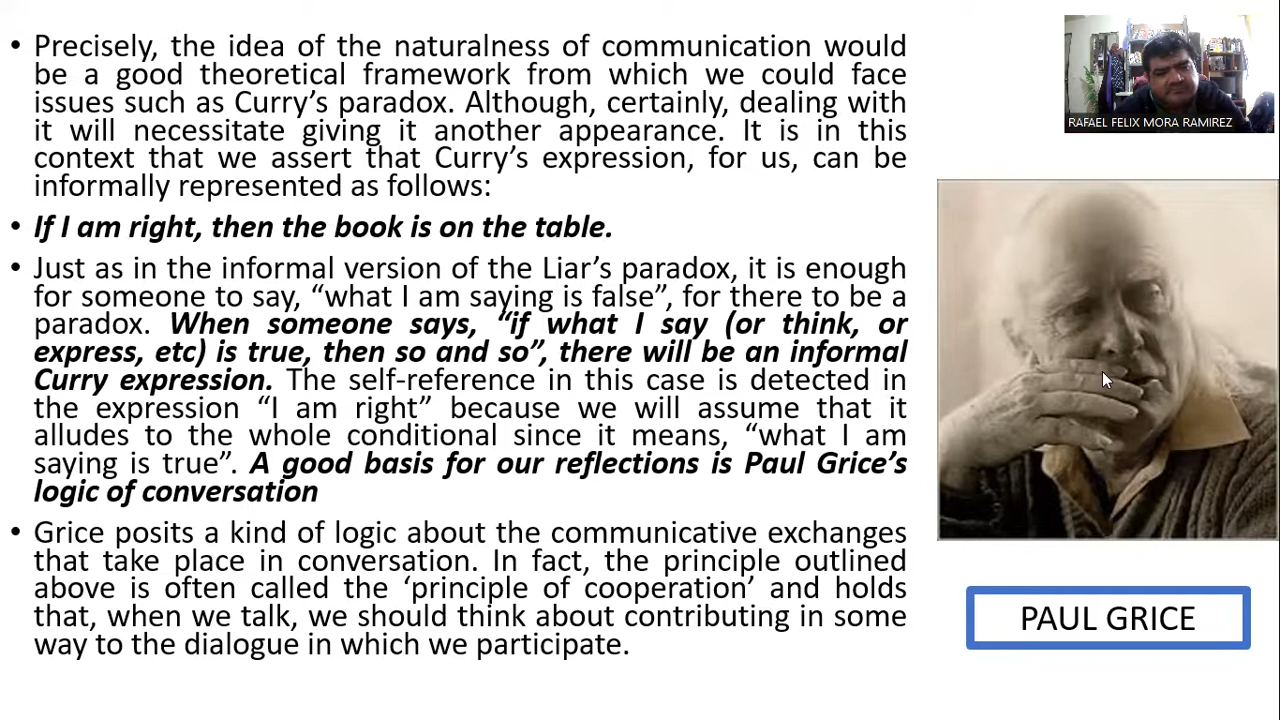 • Precisely, the idea of the naturalness of communication would
be a good theoretical framework from which we could face
issues such as Curry’s paradox. Although, certainly, dealing with
it will necessitate giving it another appearance. It is in this
context that we assert that Curry’s expression, for us, can be
informally represented as follows:
• If I am right, then the book is on the table.
• Just as in the informal version of the Liar’s paradox, it is enough
for someone to say, “what I am saying is false”, for there to be a
paradox. When someone says, “if what I say (or think, or
express, etc) is true, then so and so”, there will be an informal
Curry expression. The self-reference in this case is detected in
the expression “I am right” because we will assume that it
alludes to the whole conditional since it means, “what I am
saying is true”. A good basis for our reflections is Paul Grice’s
logic of conversation
• Grice posits a kind of logic about the communicative exchanges
that take place in conversation. In fact, the principle outlined
above is often called the ‘principle of cooperation’ and holds
that, when we talk, we should think about contributing in some
way to the dialogue in which we participate.
RAFAEL FELIX MORA RAMIREZ
PAUL GRICE